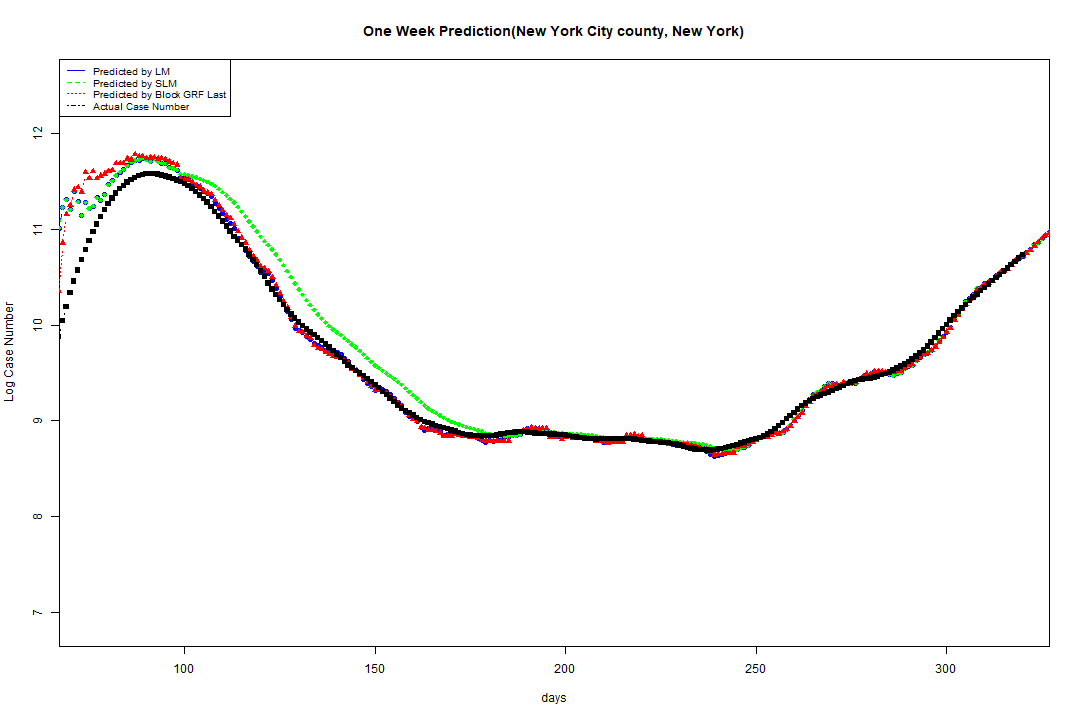 One Week Prediction(New York City county, New York)
Predicted by LM
Predicted by SLM
Predicted by Block GRF Last
Actual Case Number
Log Case Number
12
11
10
9
8
7
100 150 200 250 300
days